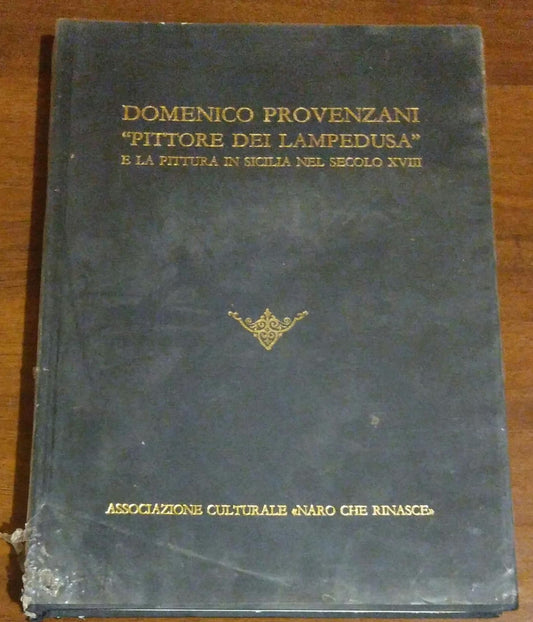 DOMENICO PROVENZANI
“PITTORE DEI LAMPEDUSA”
E LA PITTURA IN SICILIA NEL SECOLO XVIII
ASSOCIAZIONE CULTURALE «NARO CHE RINASCE»